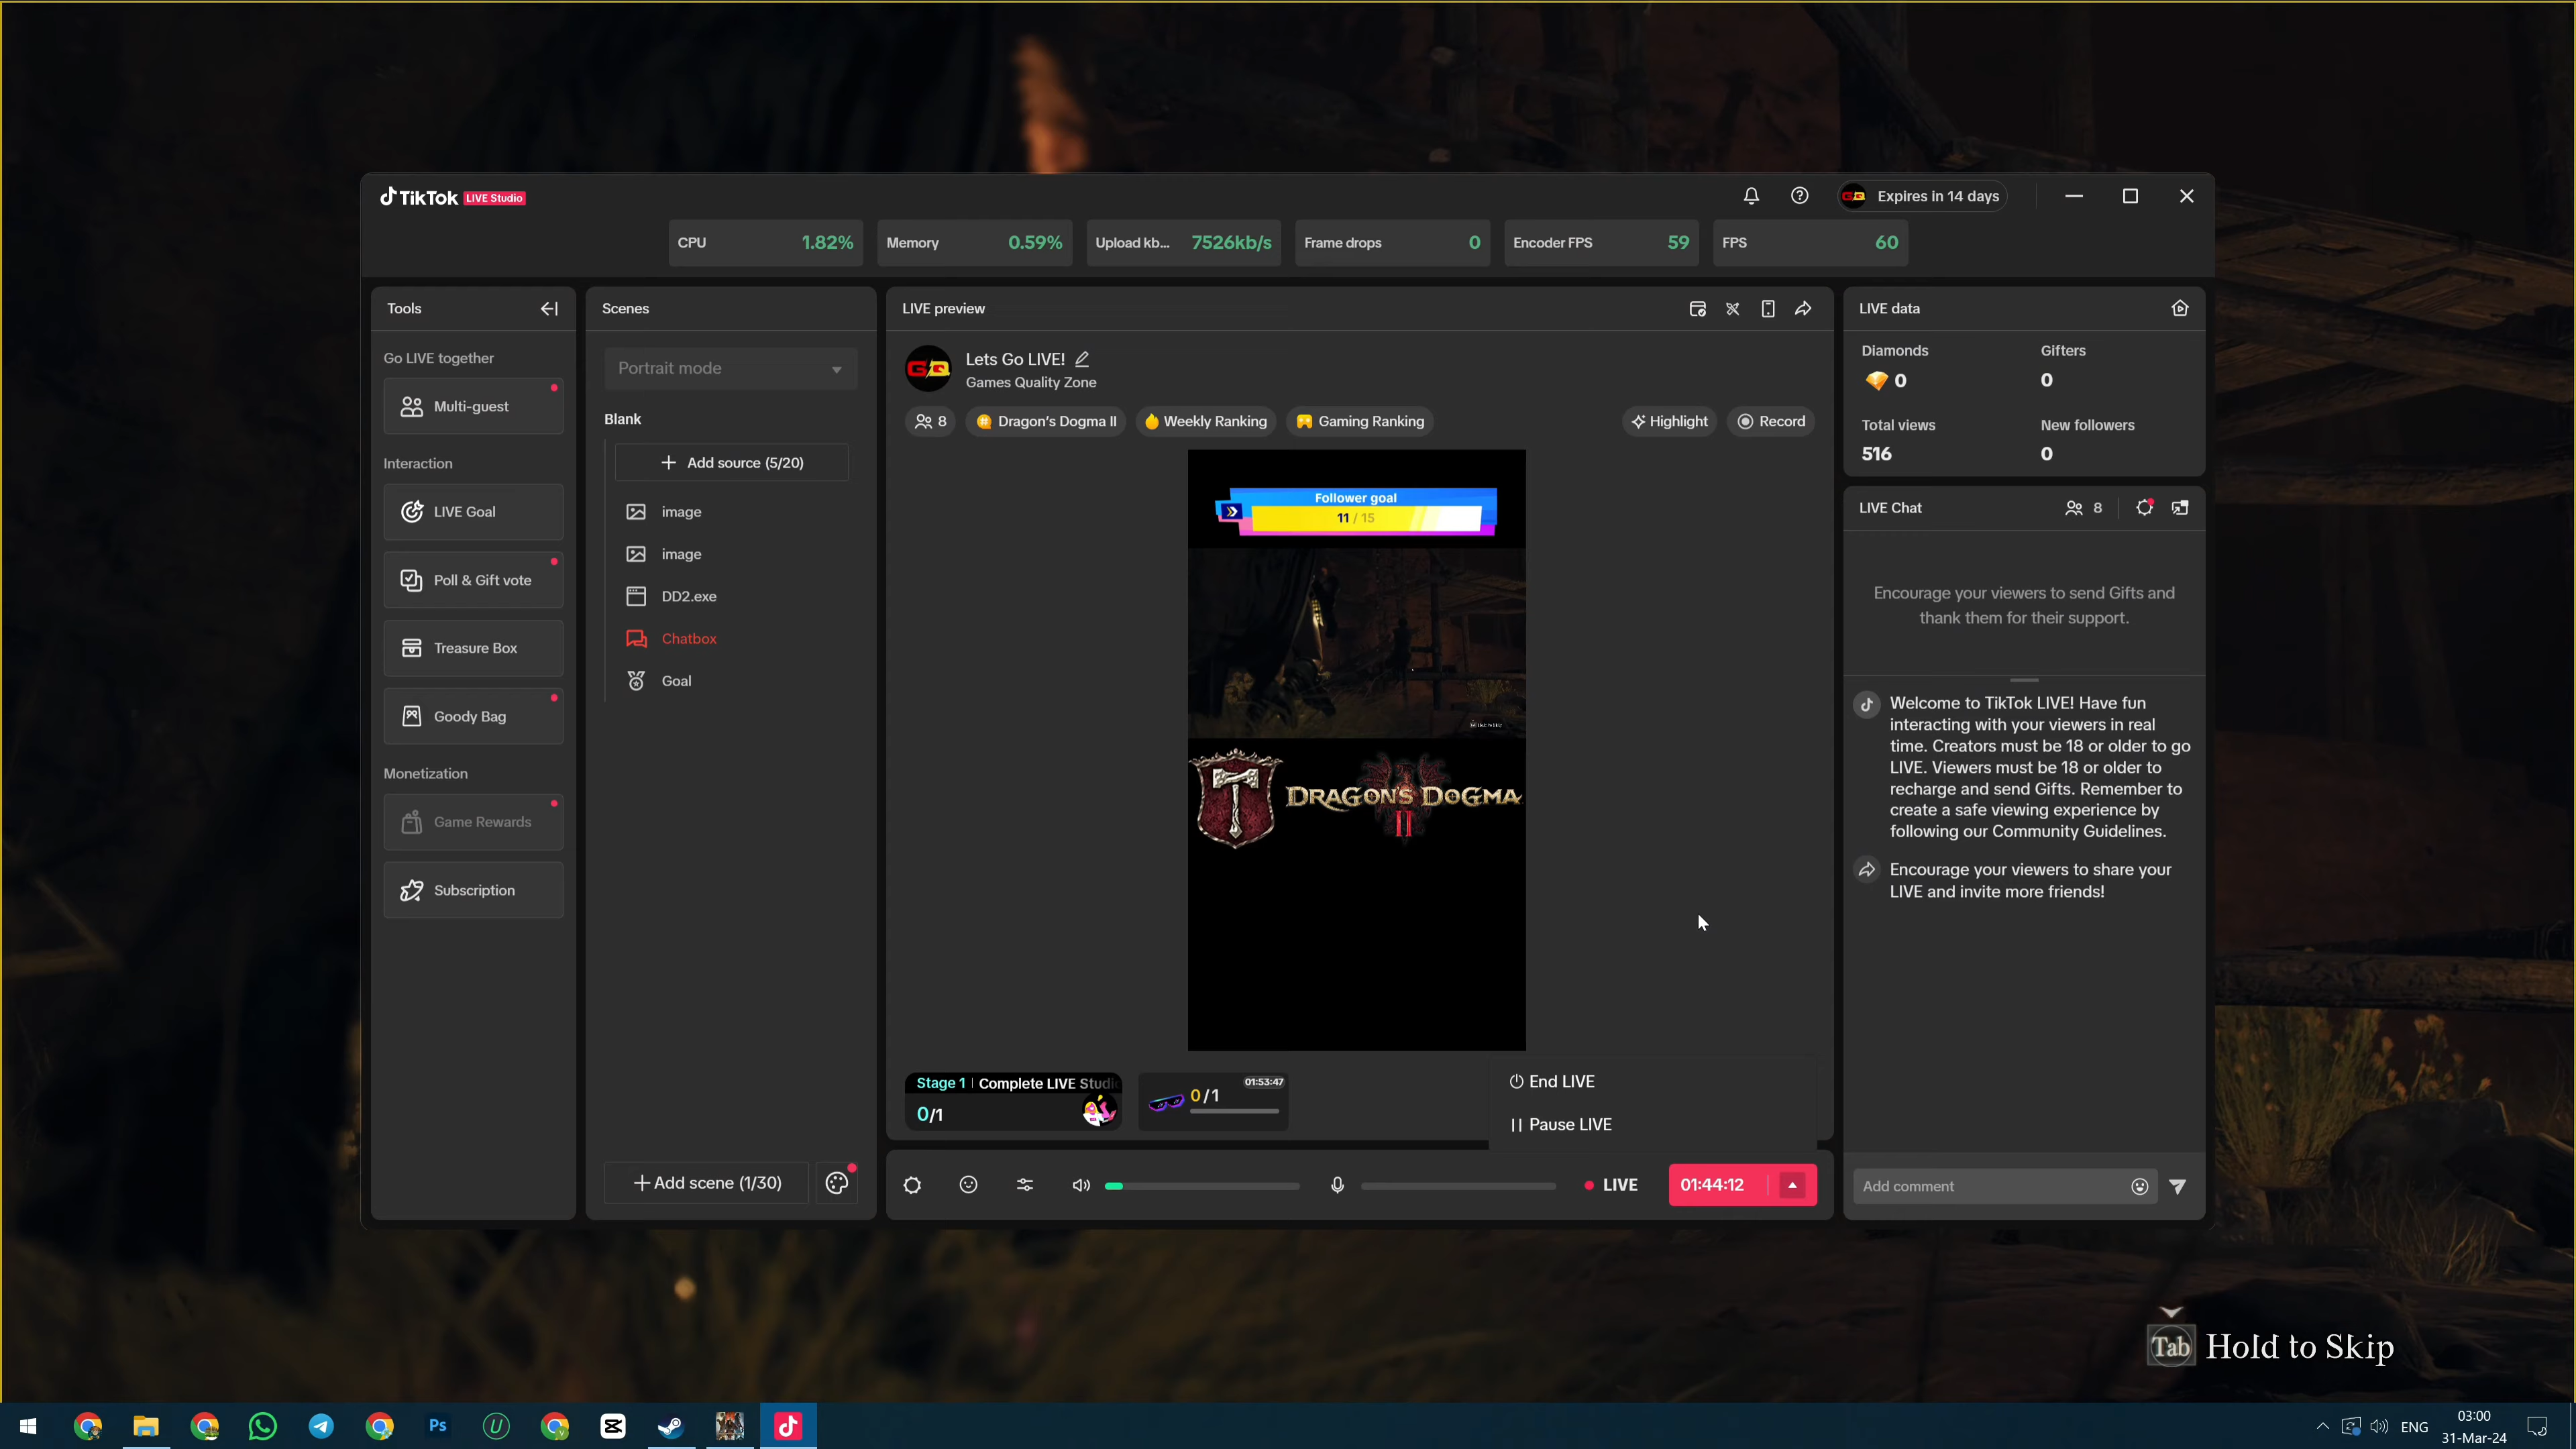 TikTok LIVE Studio
Expires in 14 days
CPU 1.82%
Memory 0.59%
Upload kb... 7526kb/s
Frame drops 0
Encoder FPS 59
FPS 60
Tools
Go LIVE together
Multi-guest
Interaction
LIVE Goal
Poll & Gift vote
Treasure Box
Goody Bag
Monetization
Game Rewards
Subscription
Scenes
Portrait mode
Blank
Add source (5/20)
image
image
DD2.exe
Chatbox
Goal
Add scene (1/30)
LIVE preview
GQ
Lets Go LIVE!
Games Quality Zone
8
Dragon's Dogma II
Weekly Ranking
Gaming Ranking
Highlight
Record
Follower goal
11 / 15
DRAGON'S DOGMA
II
Stage 1 | Complete LIVE Studi
0/1
01:53:47
0/1
End LIVE
Pause LIVE
LIVE
01:44:12
LIVE data
Diamonds
0
Gifters
0
Total views
516
New followers
0
LIVE Chat
8
Encourage your viewers to send Gifts and
thank them for their support.
Welcome to TikTok LIVE! Have fun
interacting with your viewers in real
time. Creators must be 18 or older to go
LIVE. Viewers must be 18 or older to
recharge and send Gifts. Remember to
create a safe viewing experience by
following our Community Guidelines.
Encourage your viewers to share your
LIVE and invite more friends!
Add comment
Tab Hold to Skip
Ps
ENG
03:00
31-Mar-24